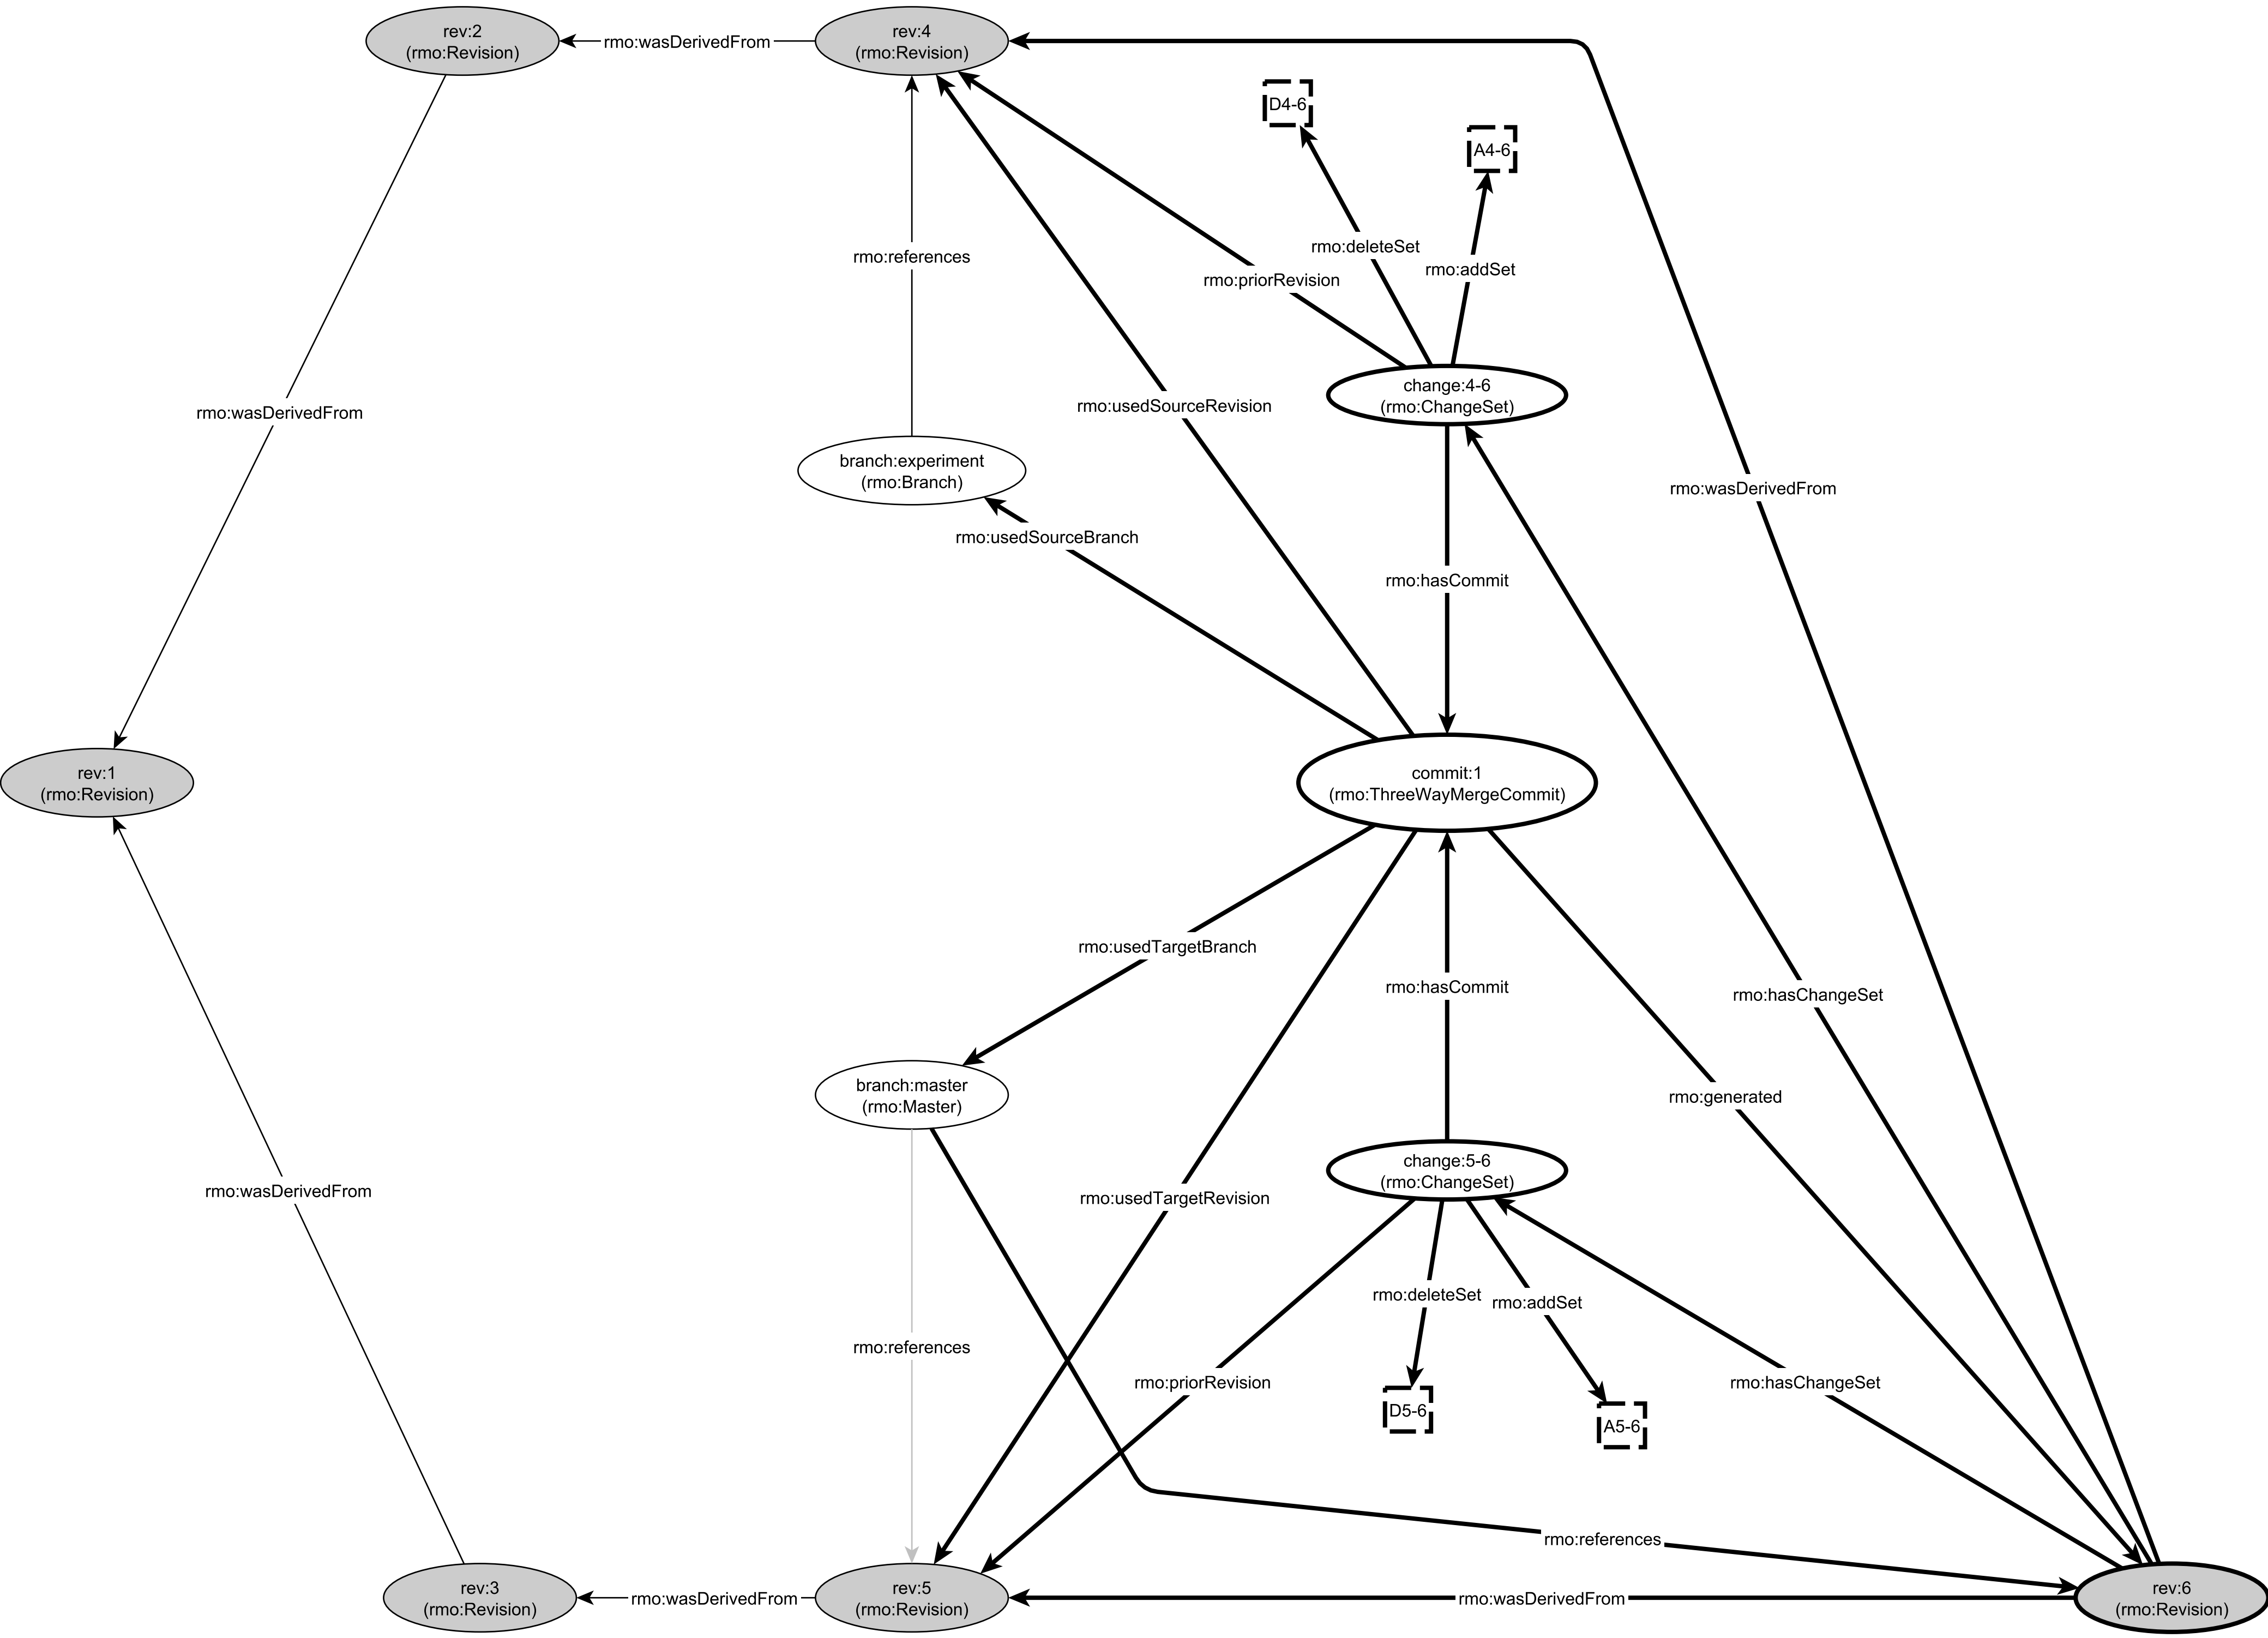 rev:2
(rmo:Revision)
rmo:wasDerivedFrom
rev:4
(rmo:Revision)
D4-6
A4-6
rmo:deleteSet
rmo:references
rmo:addSet
rmo:priorRevision
change:4-6
(rmo:ChangeSet)
rmo:wasDerivedFrom
rmo:usedSourceRevision
branch:experiment
(rmo:Branch)
rmo:wasDerivedFrom
rmo:usedSourceBranch
rmo:hasCommit
rev:1
(rmo:Revision)
commit:1
(rmo:ThreeWayMergeCommit)
rmo:usedTargetBranch
rmo:hasCommit
rmo:hasChangeSet
branch:master
(rmo:Master)
rmo:generated
change:5-6
(rmo:ChangeSet)
rmo:wasDerivedFrom
rmo:usedTargetRevision
rmo:deleteSet
rmo:addSet
rmo:references
rmo:priorRevision
rmo:hasChangeSet
D5-6
A5-6
rmo:references
rev:3
(rmo:Revision)
rmo:wasDerivedFrom
rev:5
(rmo:Revision)
rmo:wasDerivedFrom
rev:6
(rmo:Revision)